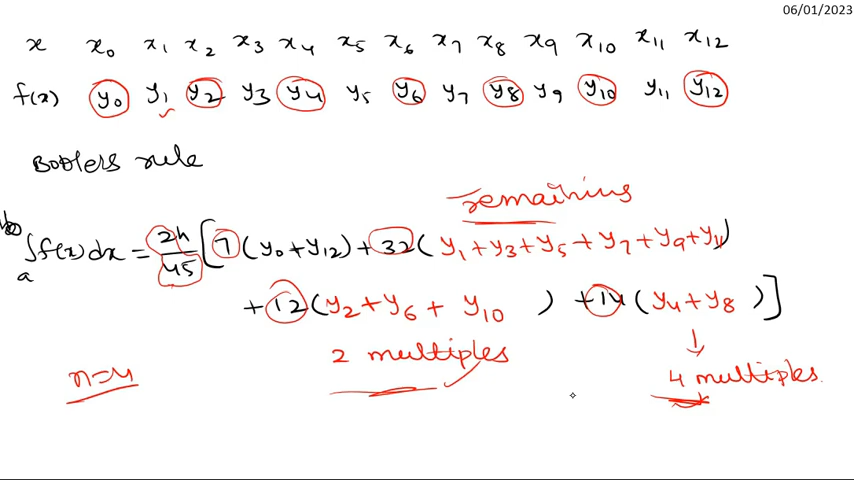 06/01/2023
x x₀ x₁ x₂ x₃ x₄ x₅ x₆ x₇ x₈ x₉ x₁₀ x₁₁ x₁₂
f(x) y₀ y₁ y₂ y₃ y₄ y₅ y₆ y₇ y₈ y₉ y₁₀ y₁₁ y₁₂
Boolers rule
remaining
∫ₐᵇ f(x)dx = 2h/45 [7(y₀+y₁₂) + 32(y₁+y₃+y₅+y₇+y₉+y₁₁)
+ 12(y₂+y₆+ y₁₀ ) + 14(y₄+y₈ )]
2 multiples
n=4
4 multiples.